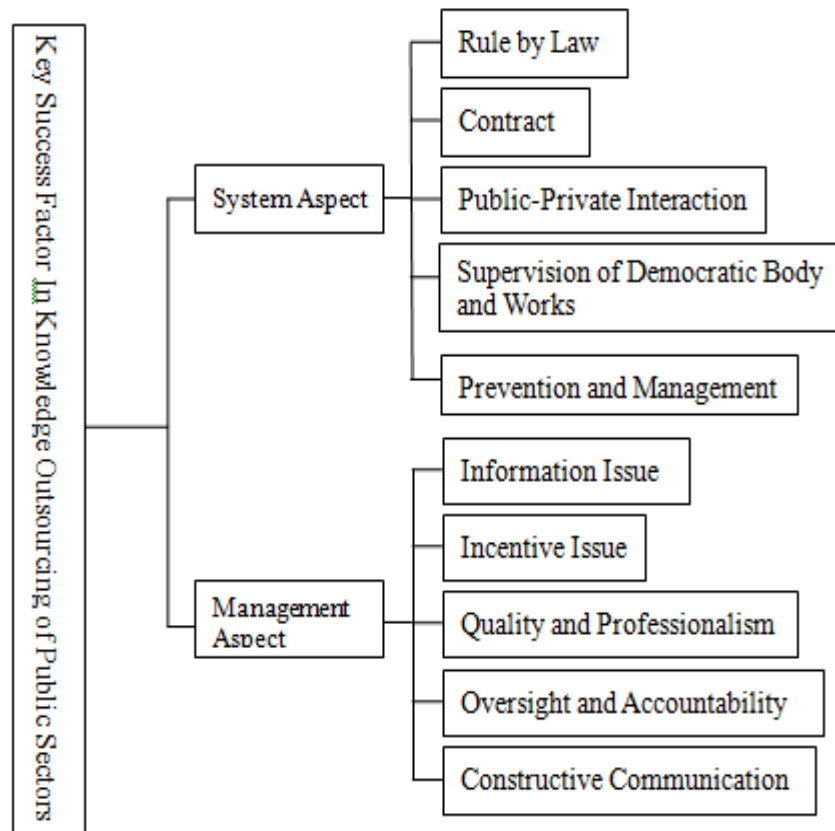 Key Success Factor In Knowledge Outsourcing of Public Sectors
System Aspect
Rule by Law
Contract
Public-Private Interaction
Supervision of Democratic Body
and Works
Prevention and Management
Management
Aspect
Information Issue
Incentive Issue
Quality and Professionalism
Oversight and Accountability
Constructive Communication